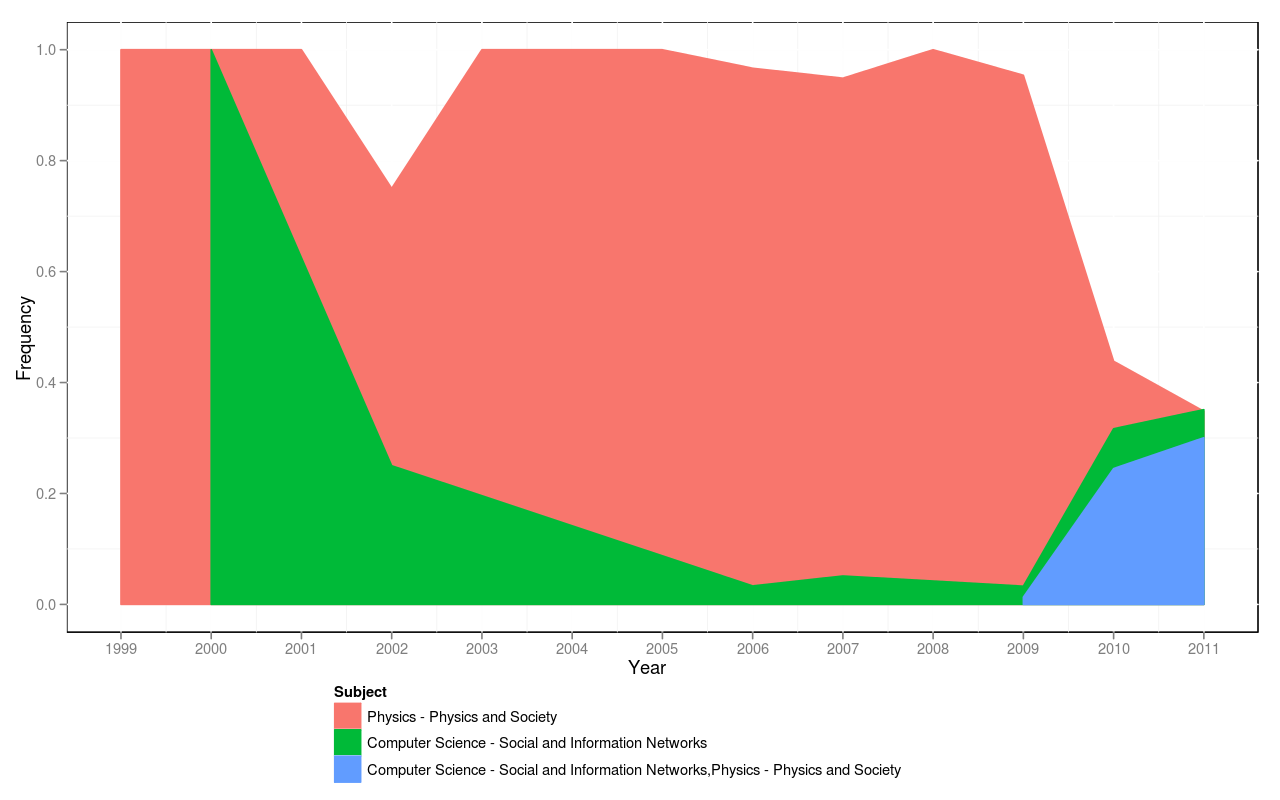 1.0
0.8
0.6
0.4
0.2
0.0
Frequency
1999 2000 2001 2002 2003 2004 2005 2006 2007 2008 2009 2010 2011
Year
Subject
Physics - Physics and Society
Computer Science - Social and Information Networks
Computer Science - Social and Information Networks,Physics - Physics and Society